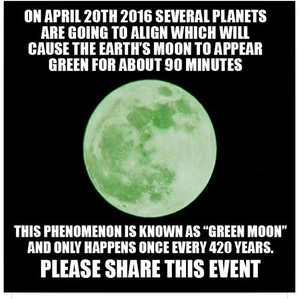 ON APRIL 20TH 2016 SEVERAL PLANETS
ARE GOING TO ALIGN WHICH WILL
CAUSE THE EARTH'S MOON TO APPEAR
GREEN FOR ABOUT 90 MINUTES
THIS PHENOMENON IS KNOWN AS “GREEN MOON”
AND ONLY HAPPENS ONCE EVERY 420 YEARS.
PLEASE SHARE THIS EVENT